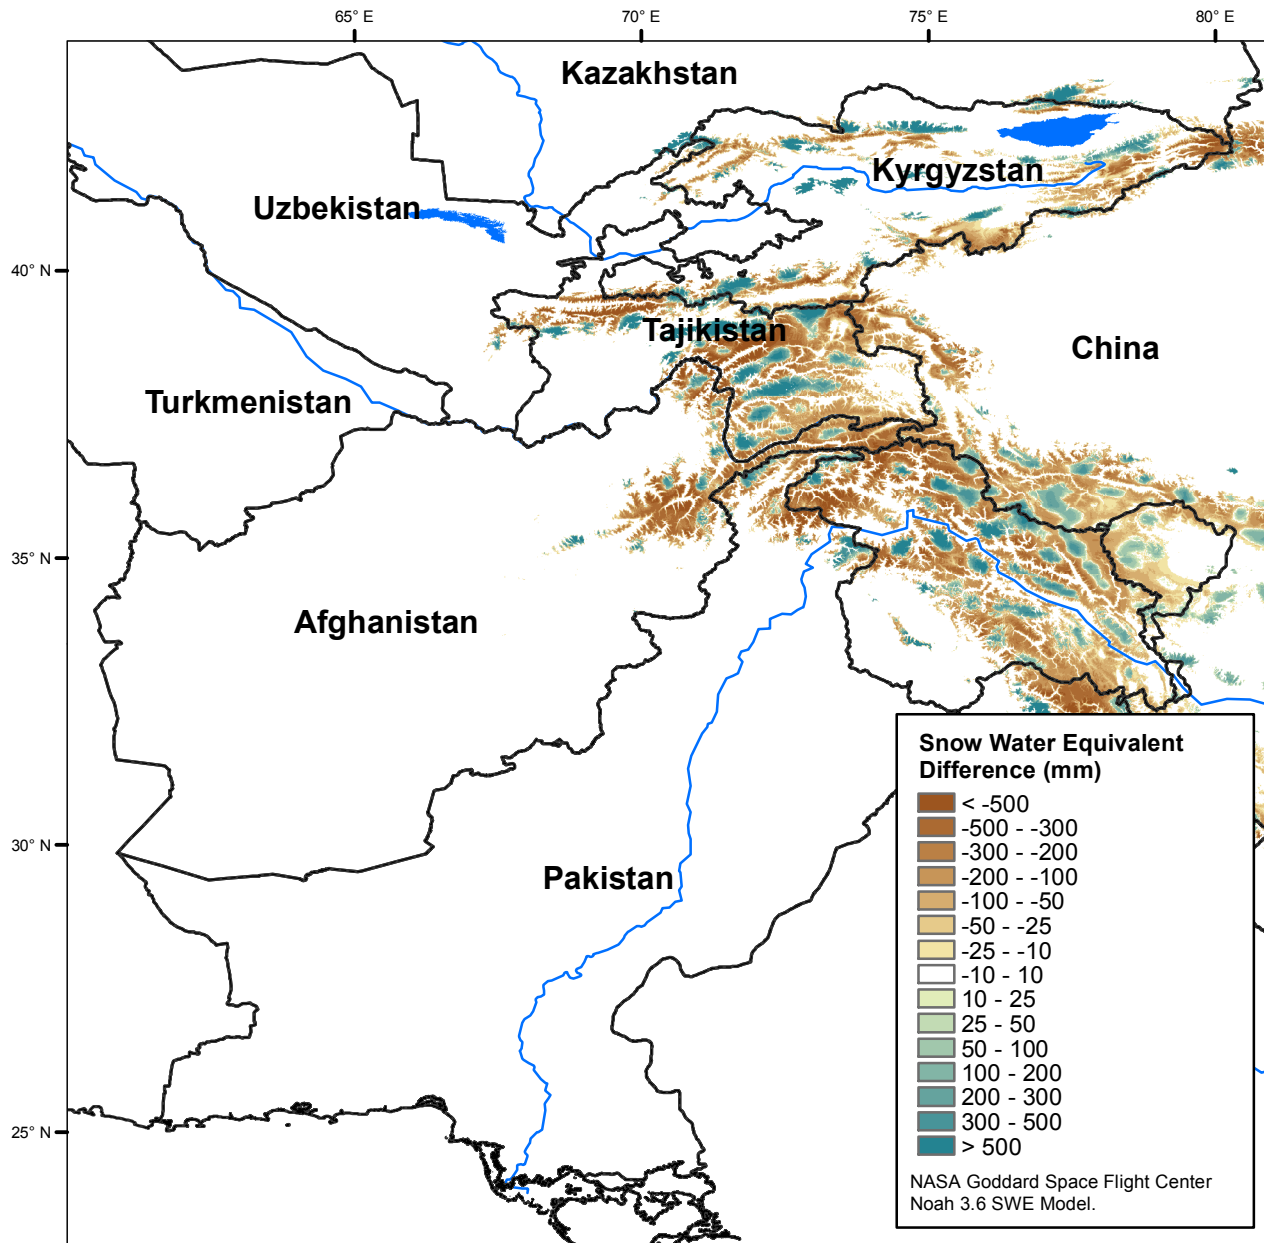 65° E
70° E
75° E
80° E
Kazakhstan
Kyrgyzstan
Uzbekistan
40° N
Tajikistan
China
Turkmenistan
35° N
Afghanistan
30° N
Pakistan
25° N
Snow Water Equivalent
Difference (mm)
< -500
-500 - -300
-300 - -200
-200 - -100
-100 - -50
-50 - -25
-25 - -10
-10 - 10
10 - 25
25 - 50
50 - 100
100 - 200
200 - 300
300 - 500
> 500
NASA Goddard Space Flight Center
Noah 3.6 SWE Model.